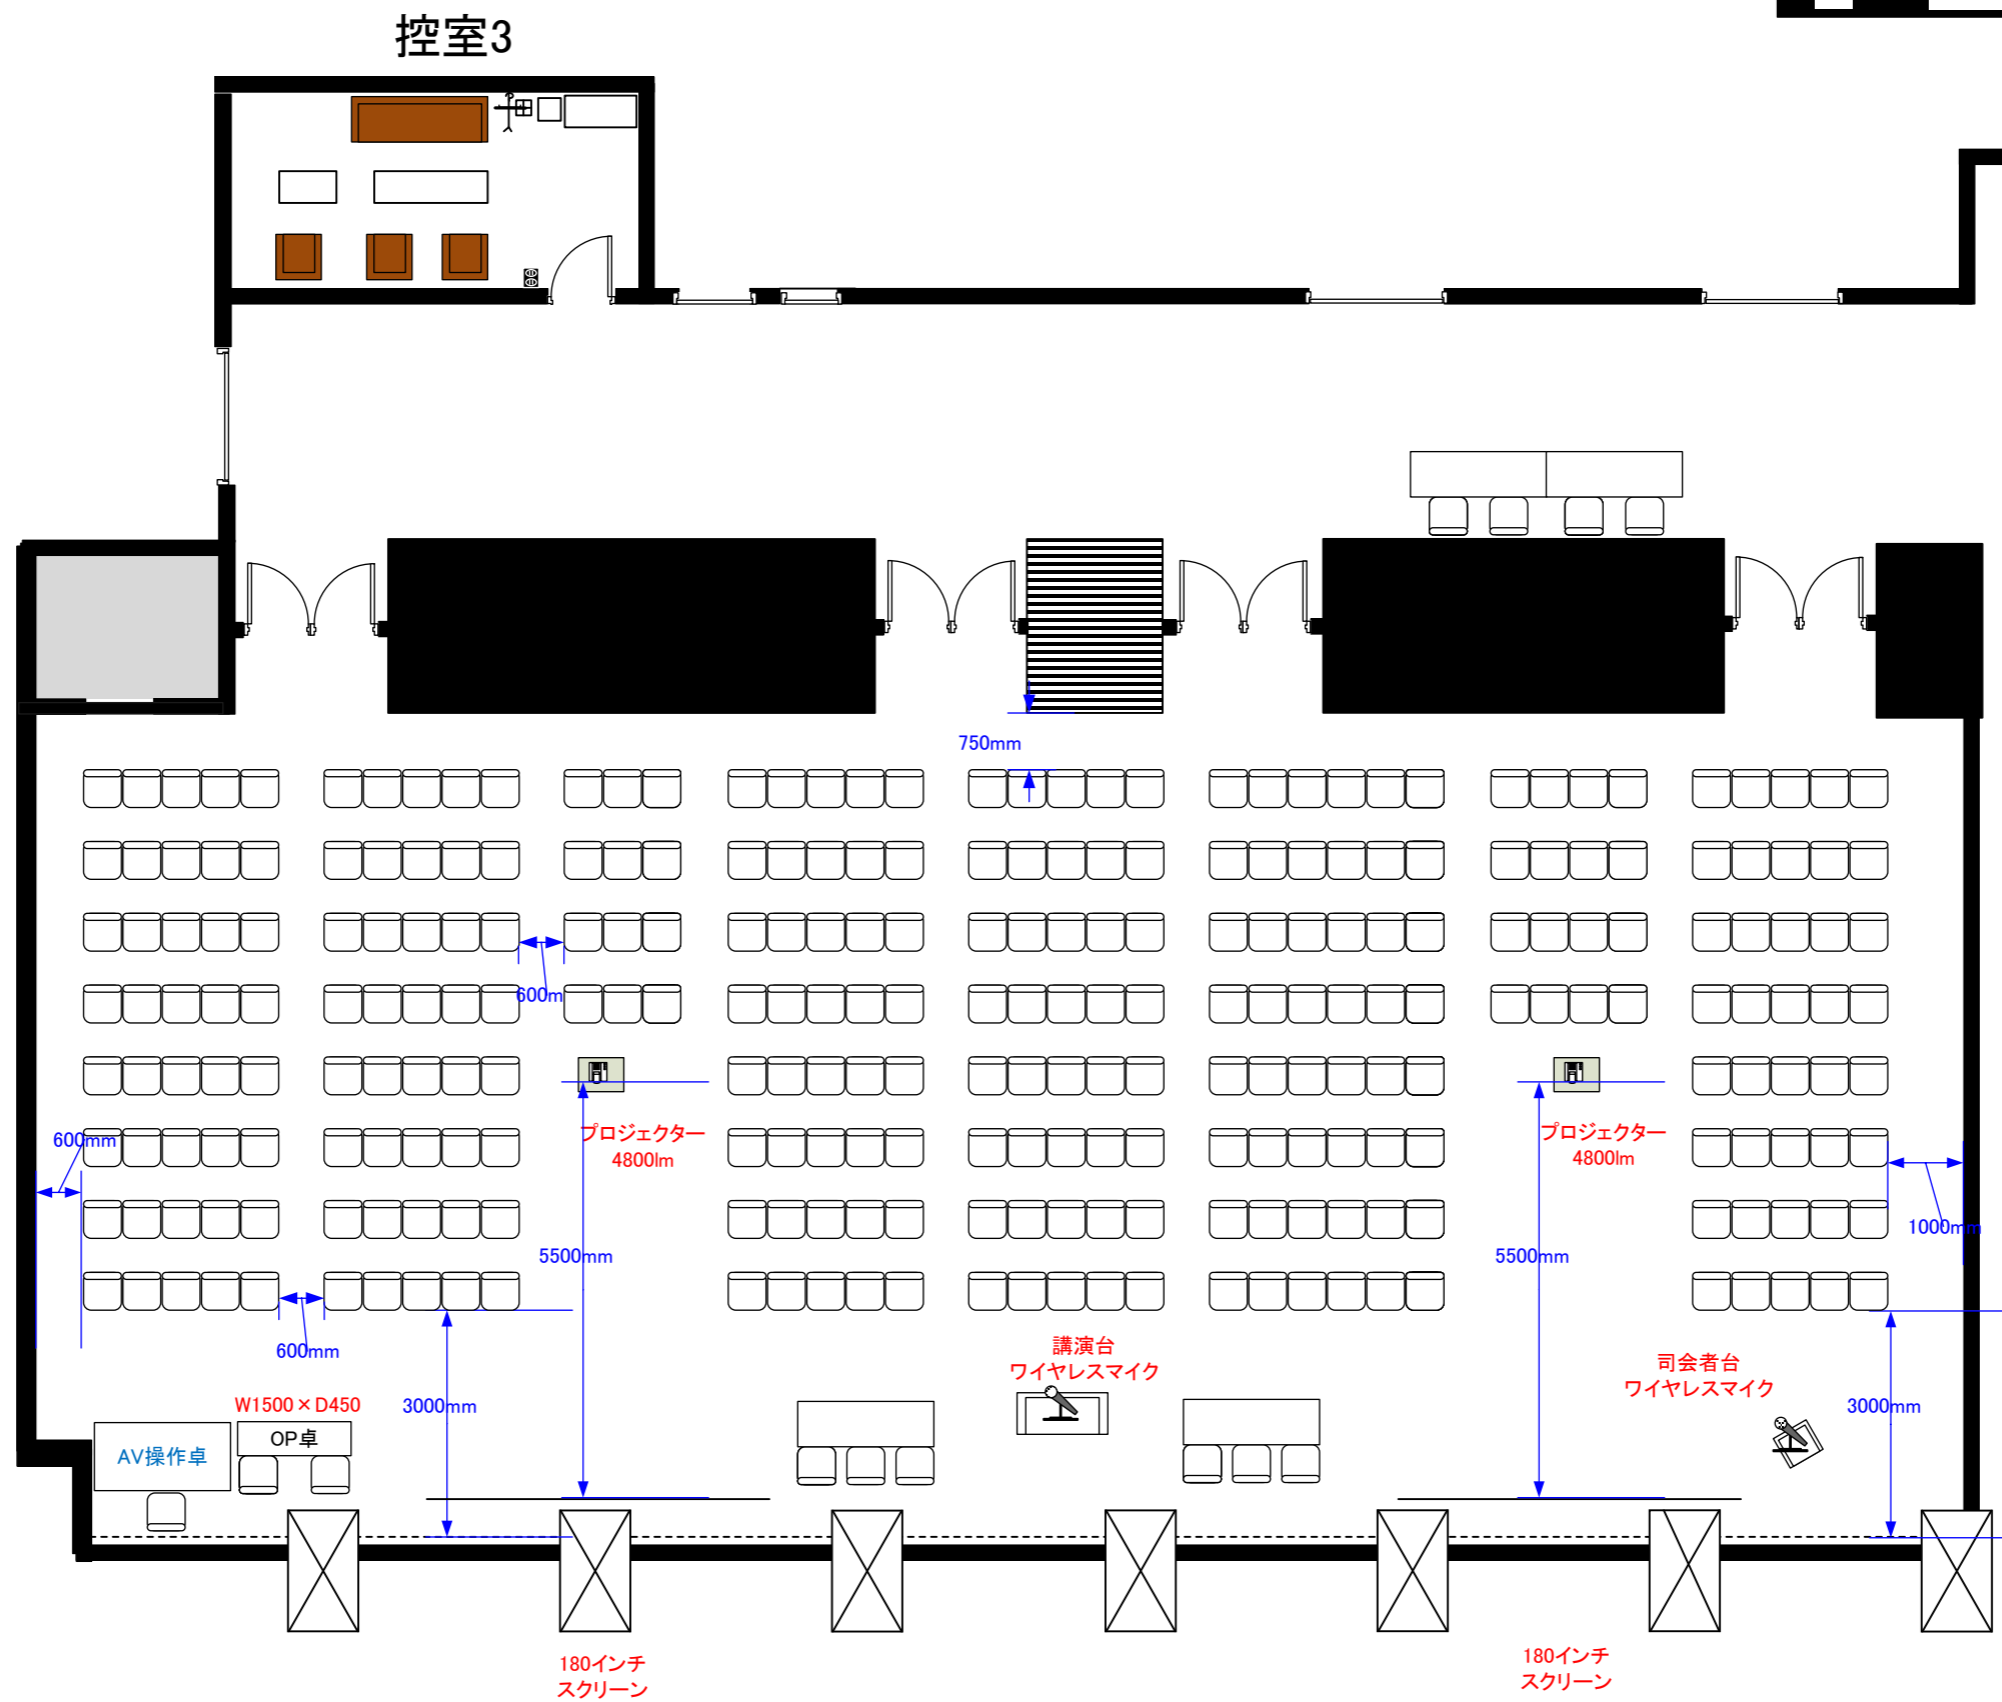 控室3
750mm
600m
600mm
プロジェクター
4800lm
プロジェクター
4800lm
1000mm
5500mm
5500mm
600mm
講演台
ワイヤレスマイク
司会者台
ワイヤレスマイク
W1500×D450
3000mm
3000mm
AV操作卓
OP卓
180インチ
スクリーン
180インチ
スクリーン